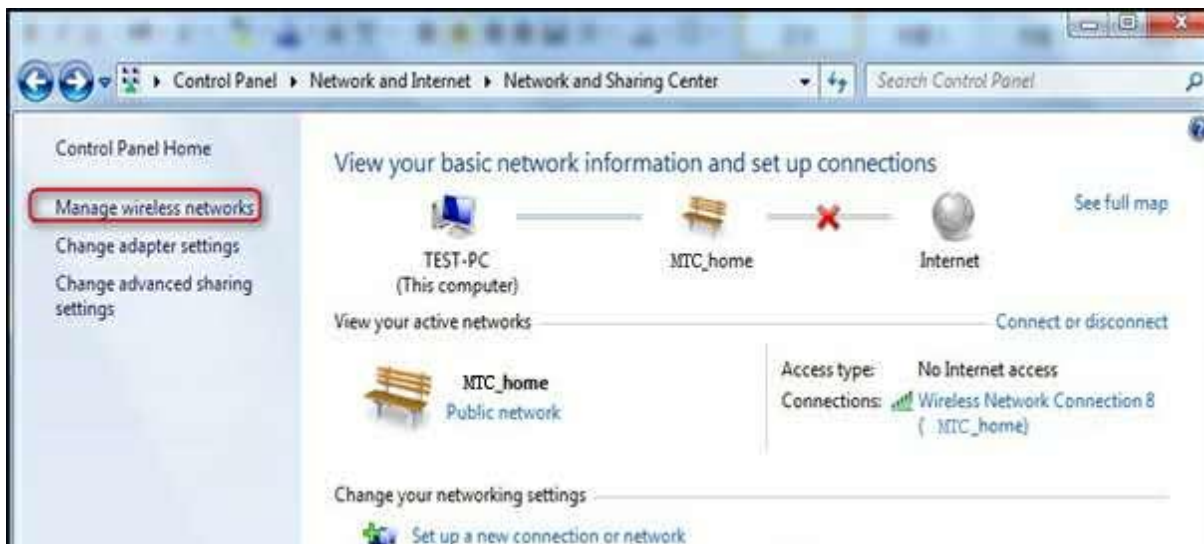 Control Panel ▸ Network and Internet ▸ Network and Sharing Center
Search Control Panel
Control Panel Home
Manage wireless networks
Change adapter settings
Change advanced sharing
settings
View your basic network information and set up connections
See full map
TEST-PC
(This computer)
MTC_home
Internet
View your active networks
Connect or disconnect
MTC_home
Public network
Access type: No Internet access
Connections: Wireless Network Connection 8
( MTC_home)
Change your networking settings
Set up a new connection or network